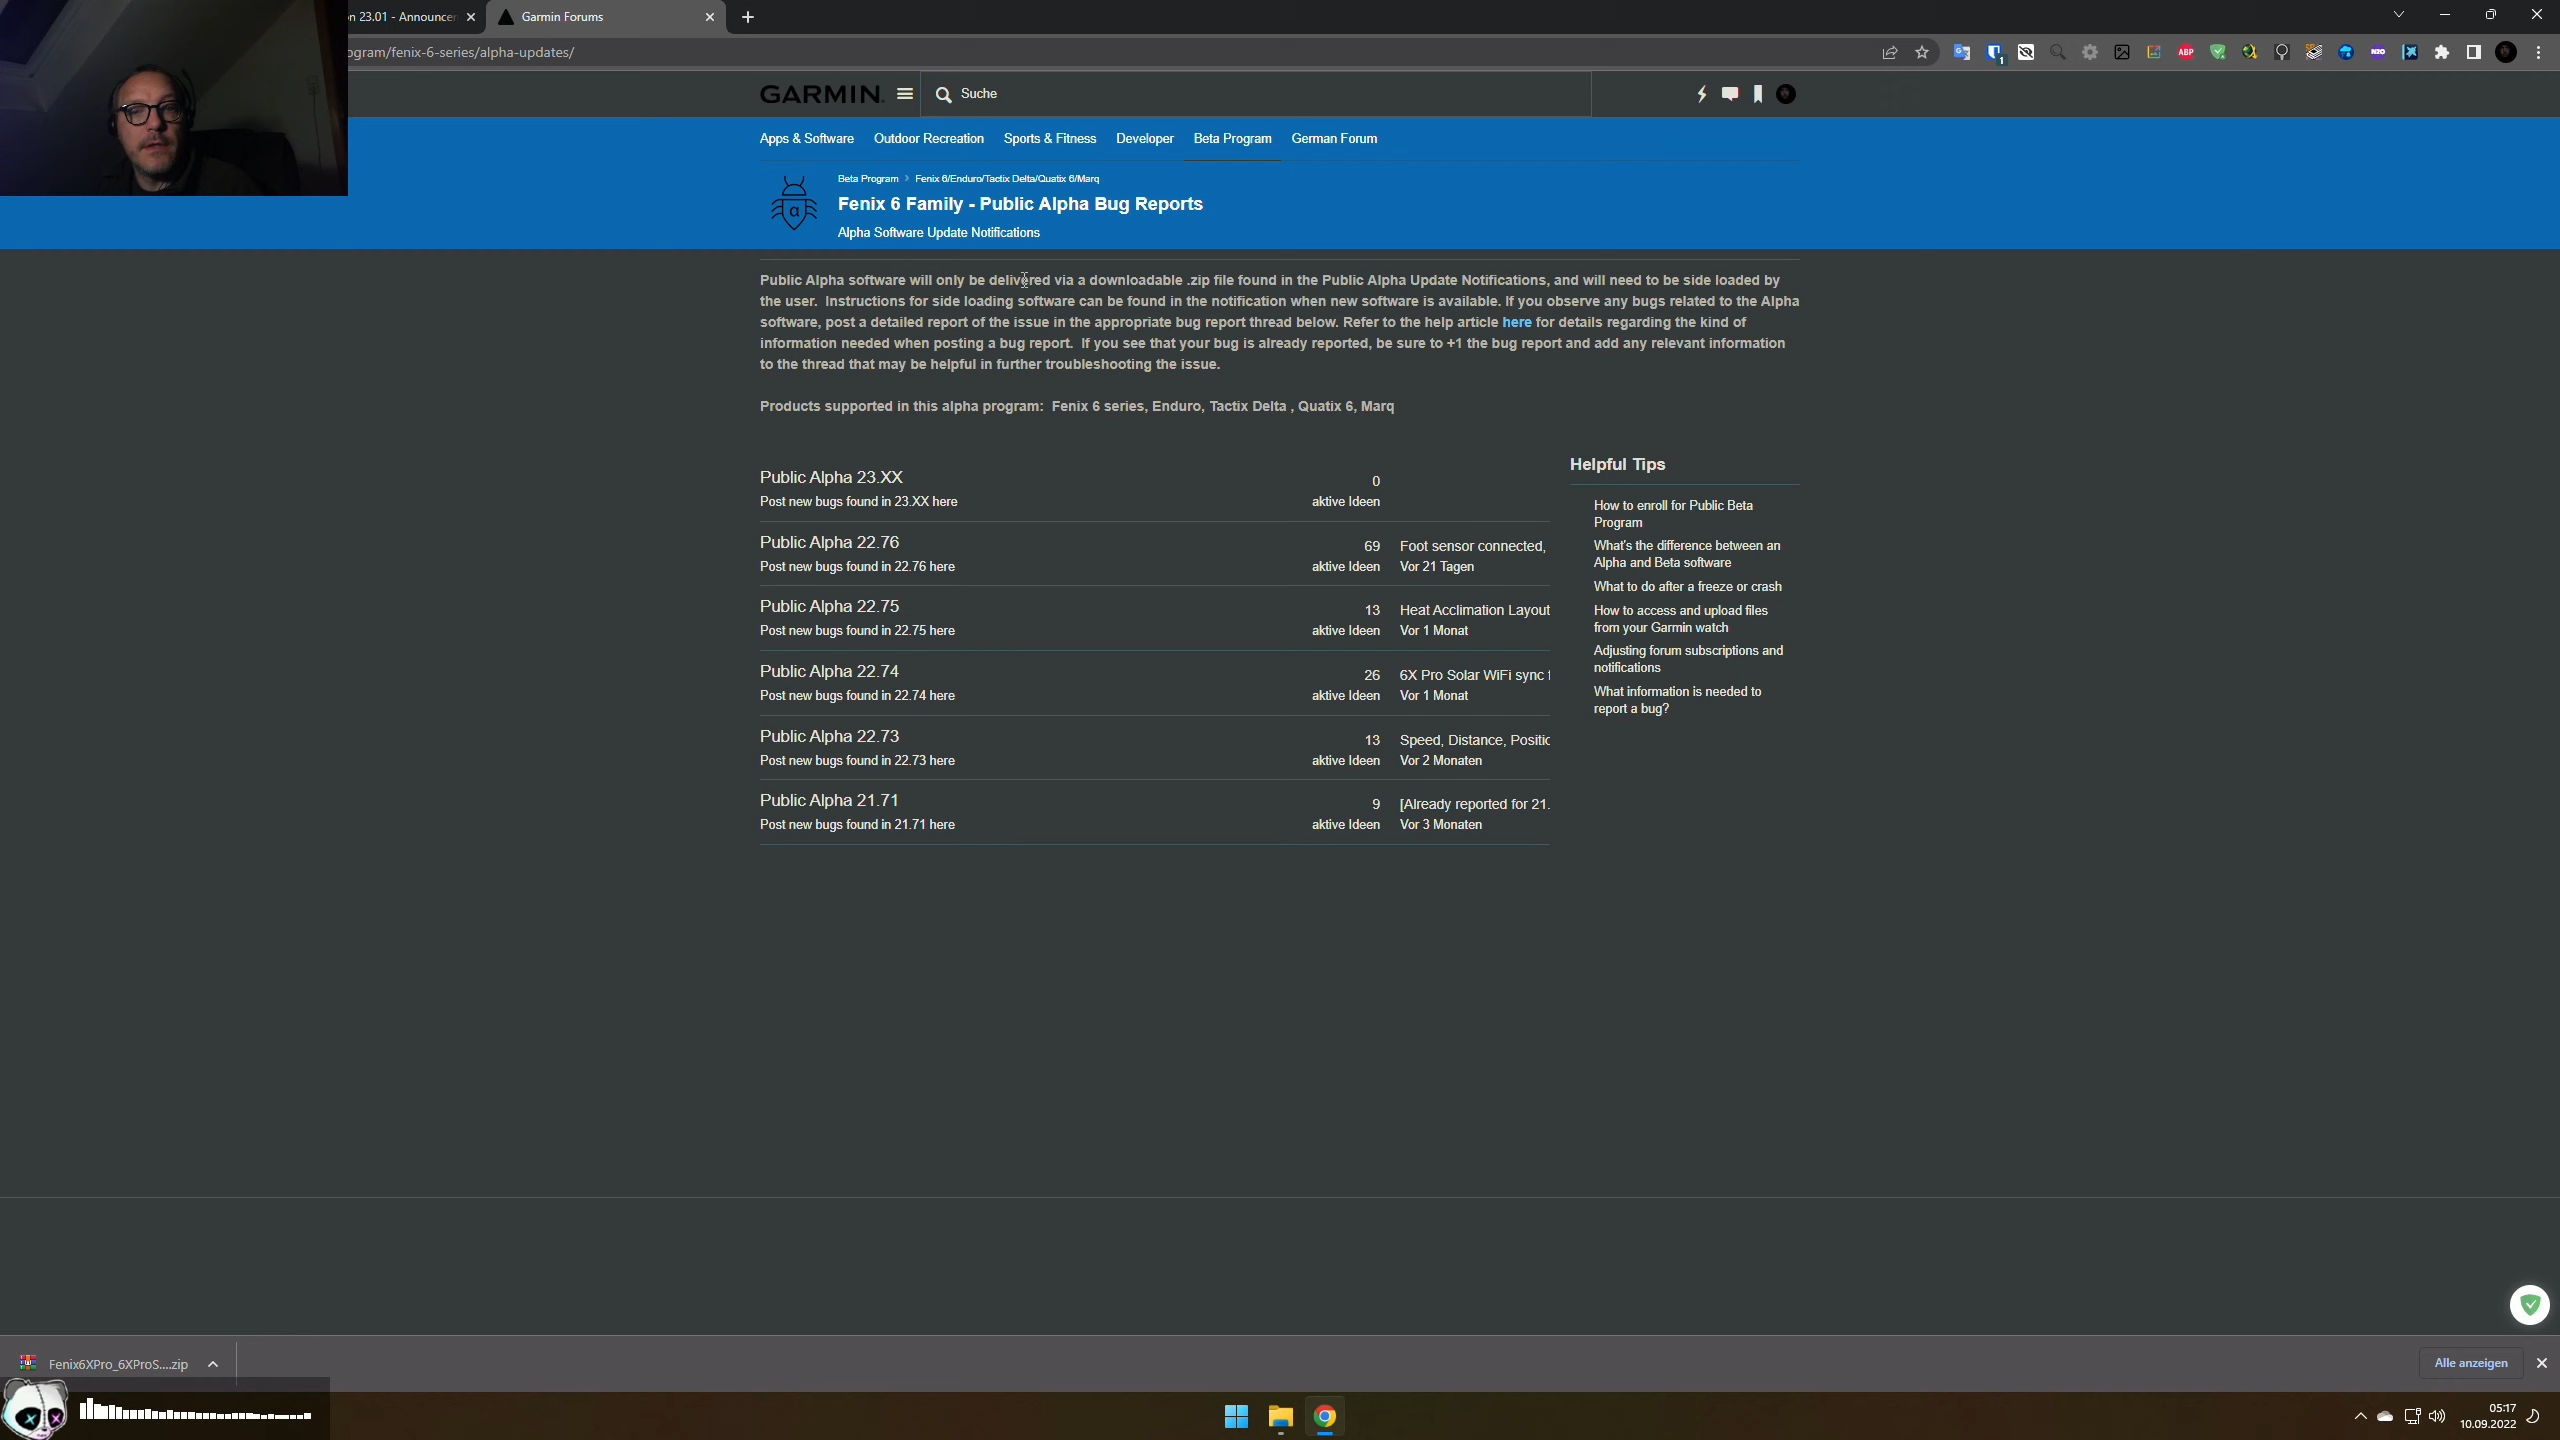 n 23.01 - Announcer
Garmin Forums
ogram/fenix-6-series/alpha-updates/
1
ABP
N2O
GARMIN
Suche
Apps & Software
Outdoor Recreation
Sports & Fitness
Developer
Beta Program
German Forum
Beta Program
Fenix 6/Enduro/Tactix Delta/Quatix 6/Marq
α
Fenix 6 Family - Public Alpha Bug Reports
Alpha Software Update Notifications
Public Alpha software will only be delivered via a downloadable .zip file found in the Public Alpha Update Notifications, and will need to be side loaded by
the user. Instructions for side loading software can be found in the notification when new software is available. If you observe any bugs related to the Alpha
software, post a detailed report of the issue in the appropriate bug report thread below. Refer to the help article here for details regarding the kind of
information needed when posting a bug report. If you see that your bug is already reported, be sure to +1 the bug report and add any relevant information
to the thread that may be helpful in further troubleshooting the issue.
Products supported in this alpha program: Fenix 6 series, Enduro, Tactix Delta , Quatix 6, Marq
Public Alpha 23.XX
0
Post new bugs found in 23.XX here
aktive Ideen
Public Alpha 22.76
69
Foot sensor connected,
Post new bugs found in 22.76 here
aktive Ideen
Vor 21 Tagen
Public Alpha 22.75
13
Heat Acclimation Layout
Post new bugs found in 22.75 here
aktive Ideen
Vor 1 Monat
Public Alpha 22.74
26
6X Pro Solar WiFi sync f
Post new bugs found in 22.74 here
aktive Ideen
Vor 1 Monat
Public Alpha 22.73
13
Speed, Distance, Positic
Post new bugs found in 22.73 here
aktive Ideen
Vor 2 Monaten
Public Alpha 21.71
9
[Already reported for 21.
Post new bugs found in 21.71 here
aktive Ideen
Vor 3 Monaten
Helpful Tips
How to enroll for Public Beta
Program
What's the difference between an
Alpha and Beta software
What to do after a freeze or crash
How to access and upload files
from your Garmin watch
Adjusting forum subscriptions and
notifications
What information is needed to
report a bug?
Fenix6XPro_6XProS....zip
Alle anzeigen
05:17
10.09.2022